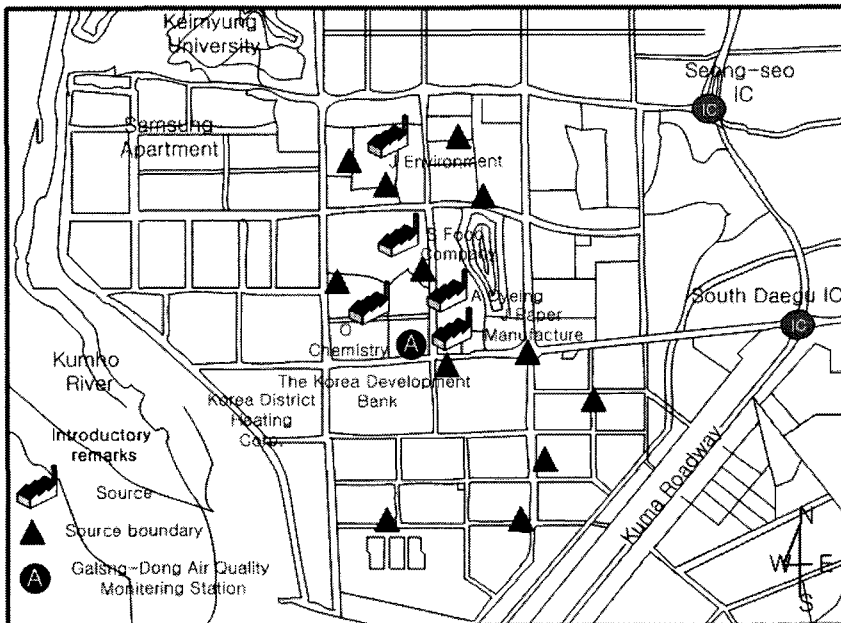 Keimyung
University
Seong-seo
IC
IC
Samsung
Apartment
J Environment
S Food
Company
A Dyeing
J Paper
Manufacture
South Daegu IC
IC
O
Chemistry
A
Kumho
River
The Korea Development
Bank
Korea District
Heating
Corp.
Introductory
remarks
Source
Source boundary
A
Galsng-Dong Air Quality
Monitering Station
Kuma Roadway
N
W
E
S